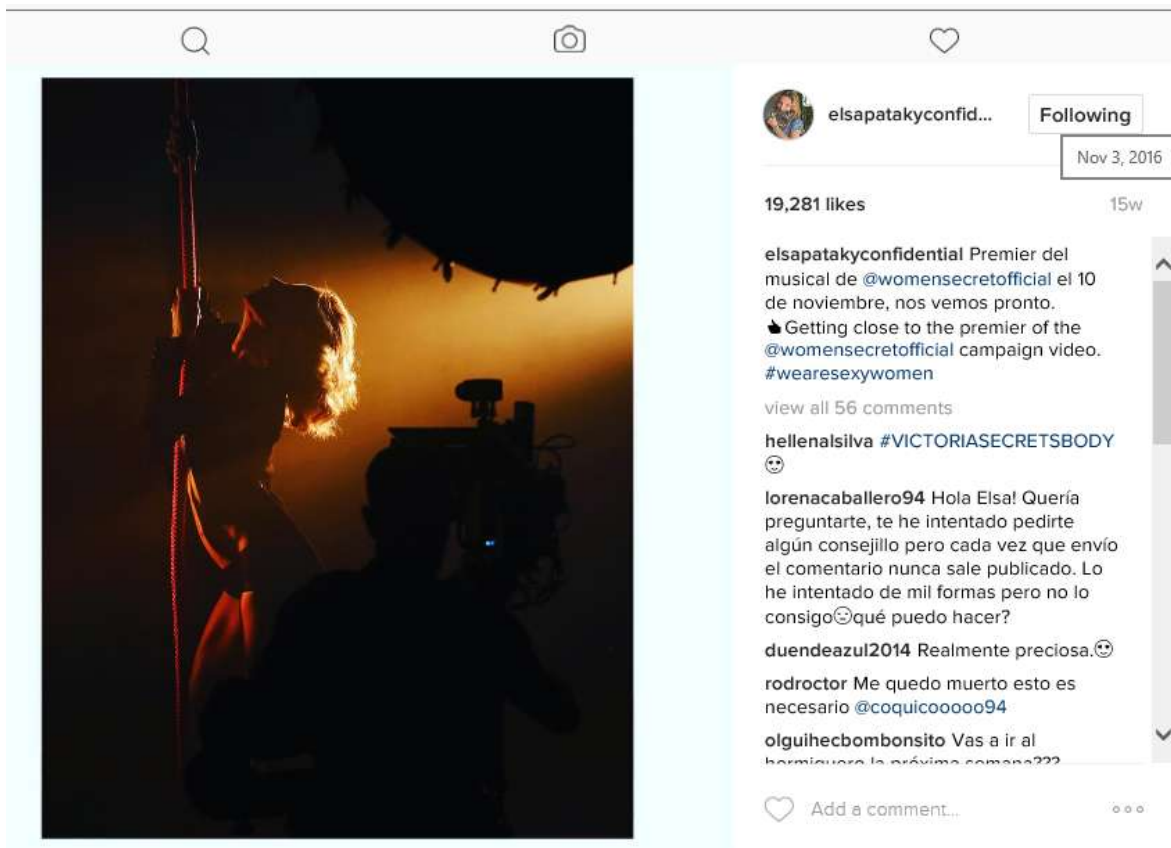 elsapatakyconfid...
Following
Nov 3, 2016
19,281 likes
15w
elsapatakyconfidential Premier del
musical de @womensecretofficial el 10
de noviembre, nos vemos pronto.
Getting close to the premier of the
@womensecretofficial campaign video.
#wearesexywomen
view all 56 comments
hellenalsilva #VICTORIASECRETSBODY
lorenacaballero94 Hola Elsa! Quería
preguntarte, te he intentado pedirte
algún consejillo pero cada vez que envío
el comentario nunca sale publicado. Lo
he intentado de mil formas pero no lo
consigo qué puedo hacer?
duendeazul2014 Realmente preciosa.
rodroctor Me quedo muerto esto es
necesario @coquicooooo94
olguihecbombonsito Vas a ir al
hormiguero la próxima semana???
Add a comment...